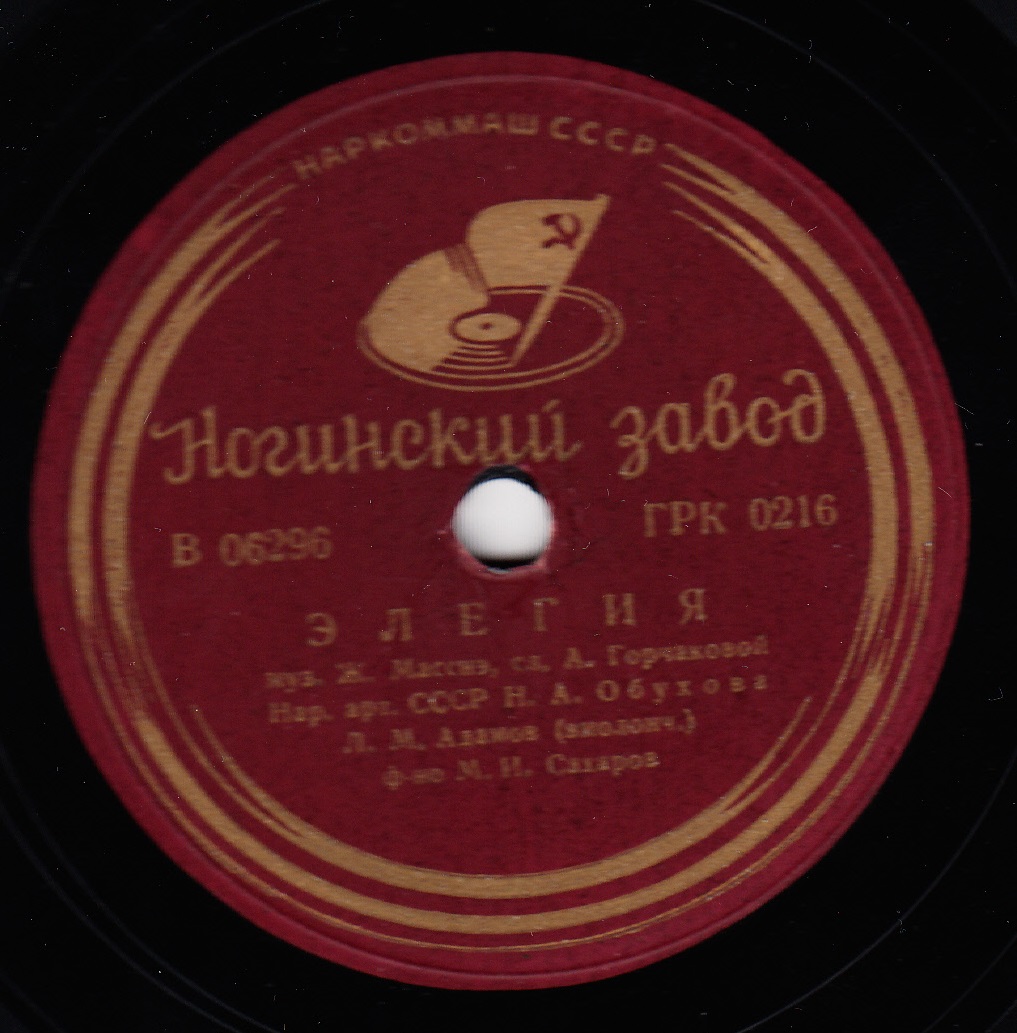 НАРКОММАШ СССР
Ногинский завод
В 06296 ГРК 0216
ЭЛЕГИЯ
муз. Ж. Массиэ, сл. А. Горчаковой
Нар. арт. СССР Н. А. Обухова
Л. М. Адамов (виолонч.)
ф-но М. И. Сахаров